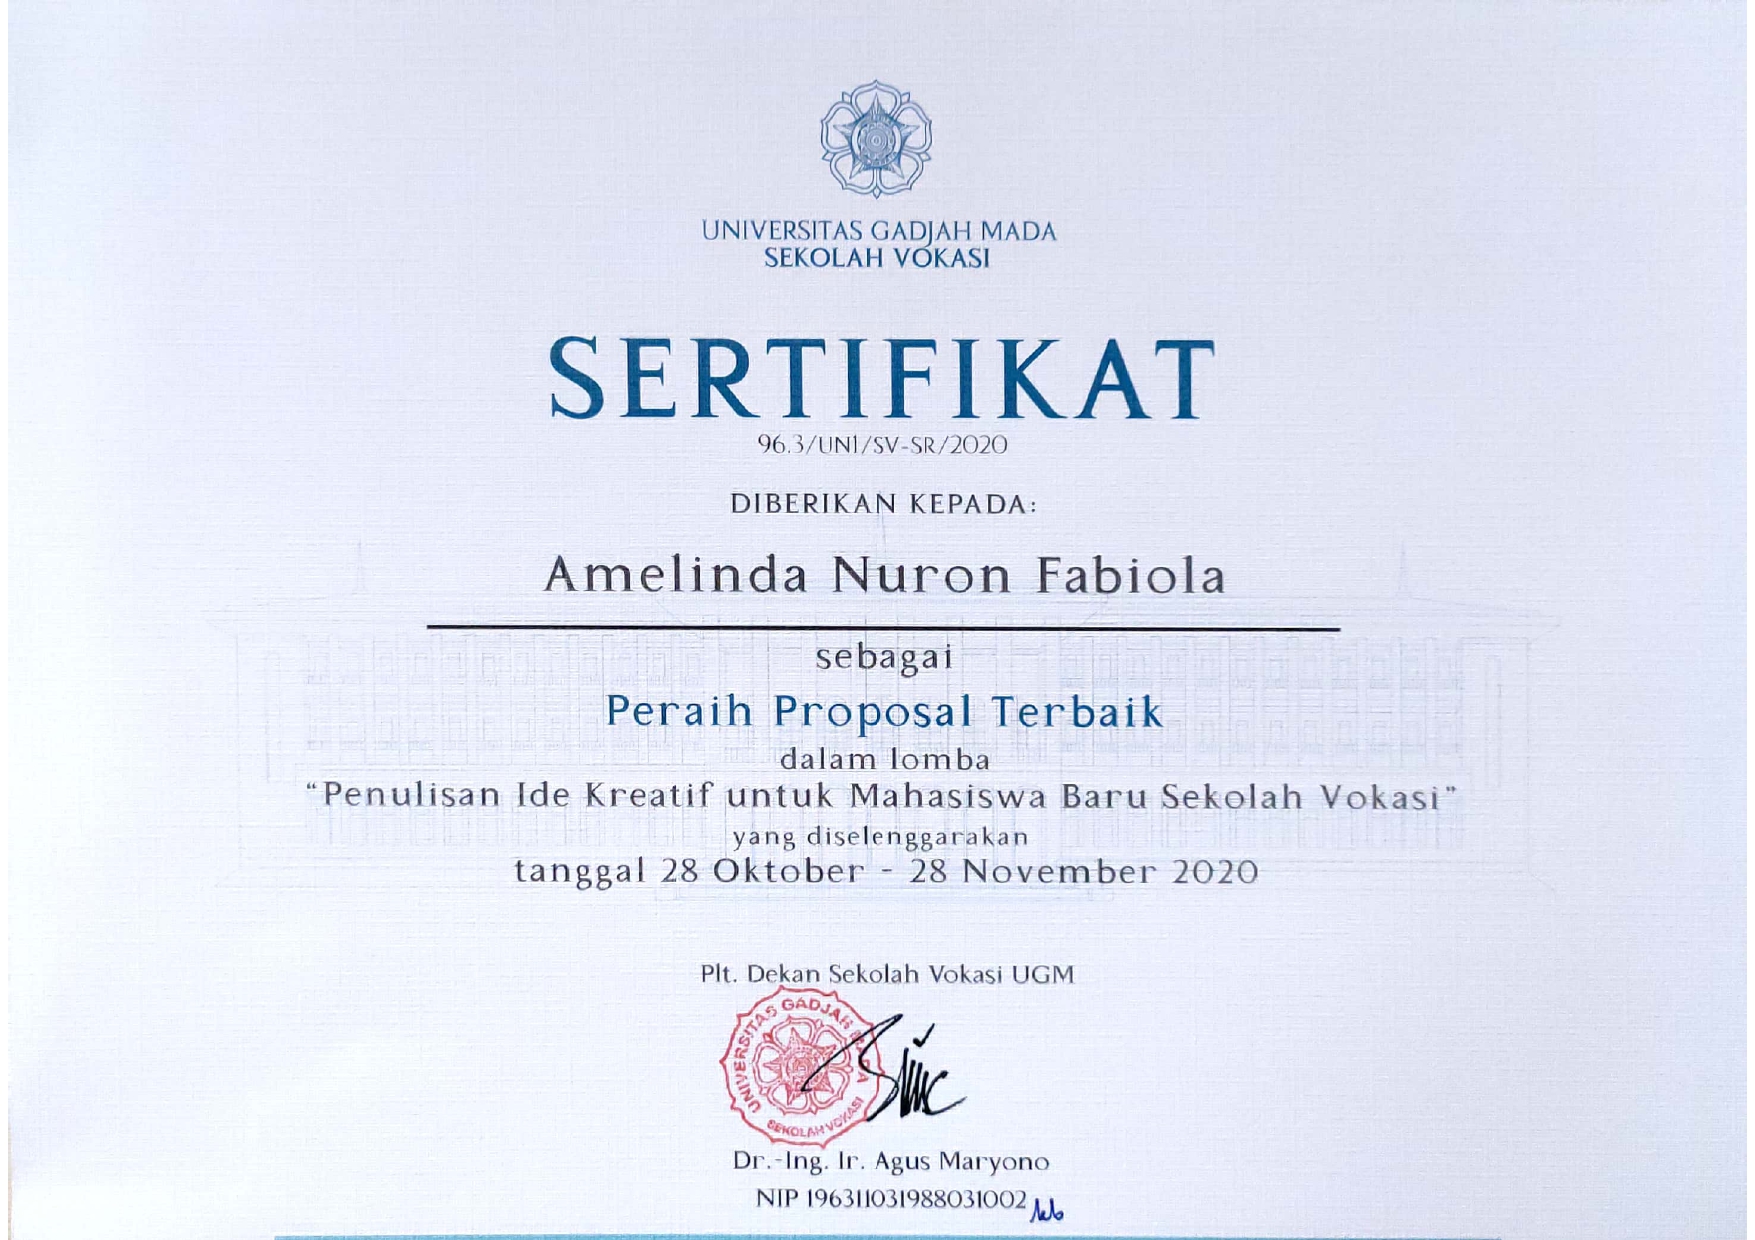 UNIVERSITAS GADJAH MADA
SEKOLAH VOKASI
SERTIFIKAT
96.3/UN1/SV-SR/2020
DIBERIKAN KEPADA:
Amelinda Nuron Fabiola
sebagai
Peraih Proposal Terbaik
dalam lomba
“Penulisan Ide Kreatif untuk Mahasiswa Baru Sekolah Vokasi”
yang diselenggarakan
tanggal 28 Oktober - 28 November 2020
Plt. Dekan Sekolah Vokasi UGM
UNIVERSITAS GADJAH MADA
SEKOLAH VOKASI
Dr.-Ing. Ir. Agus Maryono
NIP 196311031988031002